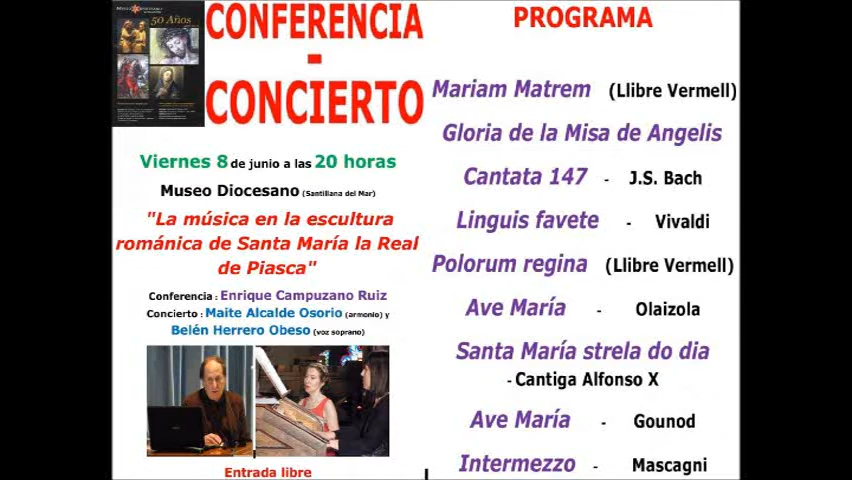 50 Años
CONFERENCIA
-
CONCIERTO
Viernes 8 de junio a las 20 horas
Museo Diocesano (Santillana del Mar)
"La música en la escultura
románica de Santa María la Real
de Piasca"
Conferencia : Enrique Campuzano Ruiz
Concierto : Maite Alcalde Osorio (armonio) y
Belén Herrero Obeso (voz soprano)
Entrada libre
PROGRAMA
Mariam Matrem (Llibre Vermell)
Gloria de la Misa de Angelis
Cantata 147 - J.S. Bach
Linguis favete - Vivaldi
Polorum regina (Llibre Vermell)
Ave María - Olaizola
Santa María strela do dia
- Cantiga Alfonso X
Ave María - Gounod
Intermezzo - Mascagni